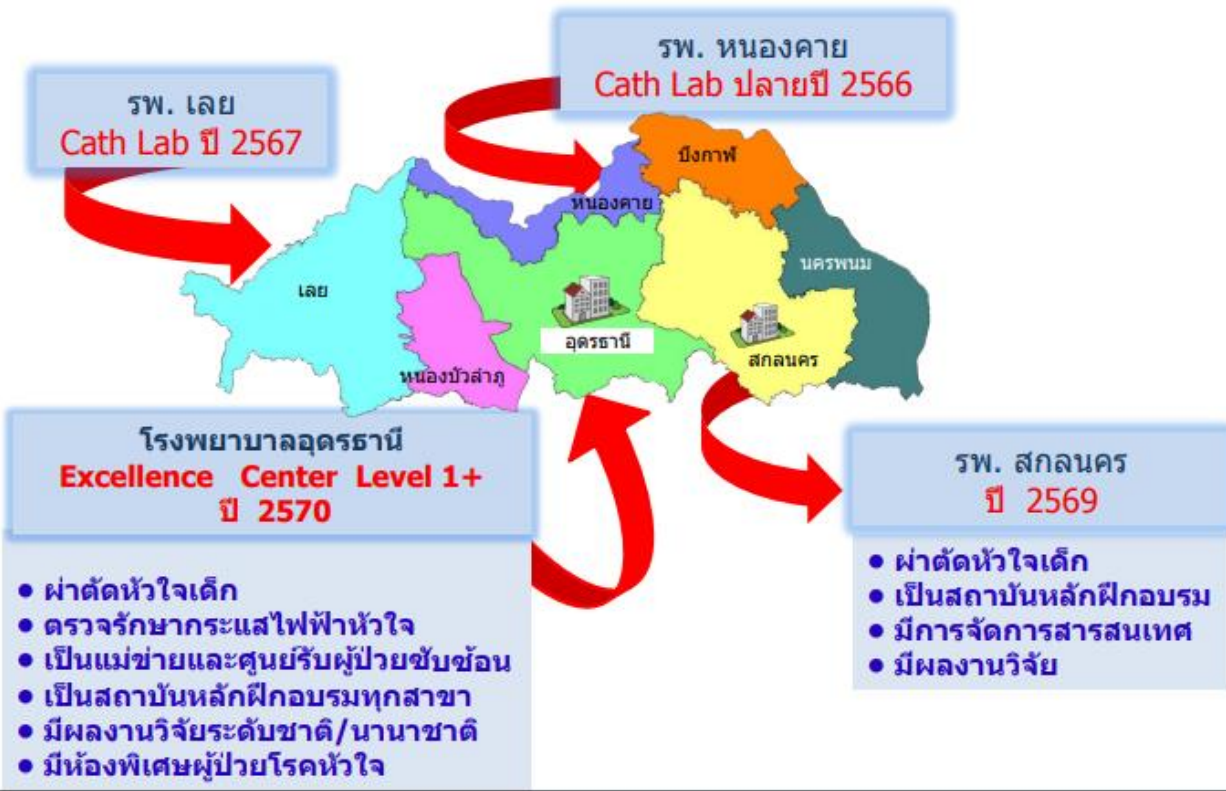 รพ. หนองคาย
Cath Lab ปลายปี 2566
รพ. เลย
Cath Lab ปี 2567
บึงกาฬ
หนองคาย
นครพนม
เลย
อุดรธานี
สกลนคร
หนองบัวลำภู
โรงพยาบาลอุดรธานี
Excellence Center Level 1+
ปี 2570
• ผ่าตัดหัวใจเด็ก
• ตรวจรักษากระแสไฟฟ้าหัวใจ
• เป็นแม่ข่ายและศูนย์รับผู้ป่วยซับซ้อน
• เป็นสถาบันหลักฝึกอบรมทุกสาขา
• มีผลงานวิจัยระดับชาติ/นานาชาติ
• มีห้องพิเศษผู้ป่วยโรคหัวใจ
รพ. สกลนคร
ปี 2569
• ผ่าตัดหัวใจเด็ก
• เป็นสถาบันหลักฝึกอบรม
• มีการจัดการสารสนเทศ
• มีผลงานวิจัย